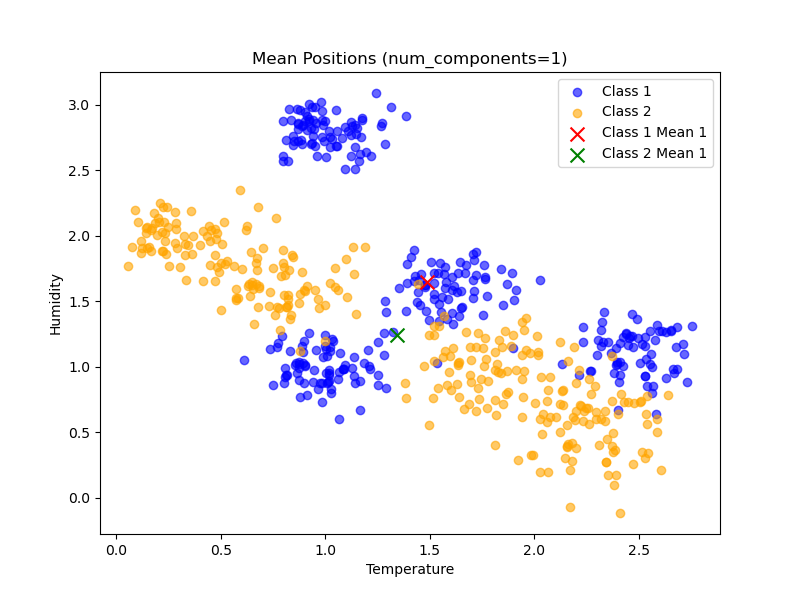 Mean Positions (num_components=1)
Class 1
Class 2
Class 1 Mean 1
Class 2 Mean 1
3.0
2.5
2.0
1.5
1.0
0.5
0.0
Humidity
0.0 0.5 1.0 1.5 2.0 2.5
Temperature